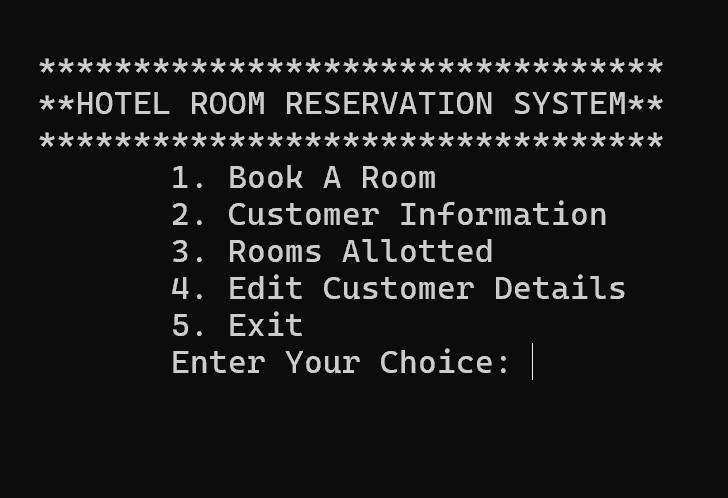 *********************************
**HOTEL ROOM RESERVATION SYSTEM**
*********************************
1. Book A Room
2. Customer Information
3. Rooms Allotted
4. Edit Customer Details
5. Exit
Enter Your Choice: